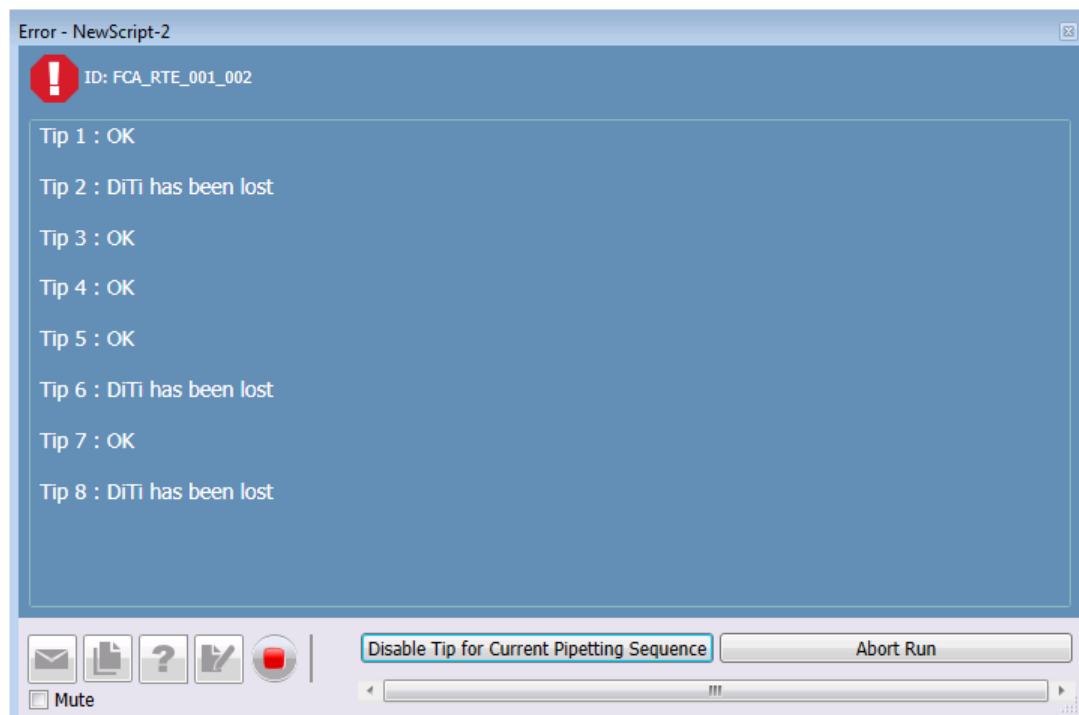 Error - NewScript-2
ID: FCA_RTE_001_002
Tip 1 : OK
Tip 2 : DiTi has been lost
Tip 3 : OK
Tip 4 : OK
Tip 5 : OK
Tip 6 : DiTi has been lost
Tip 7 : OK
Tip 8 : DiTi has been lost
Disable Tip for Current Pipetting Sequence
Abort Run
Mute